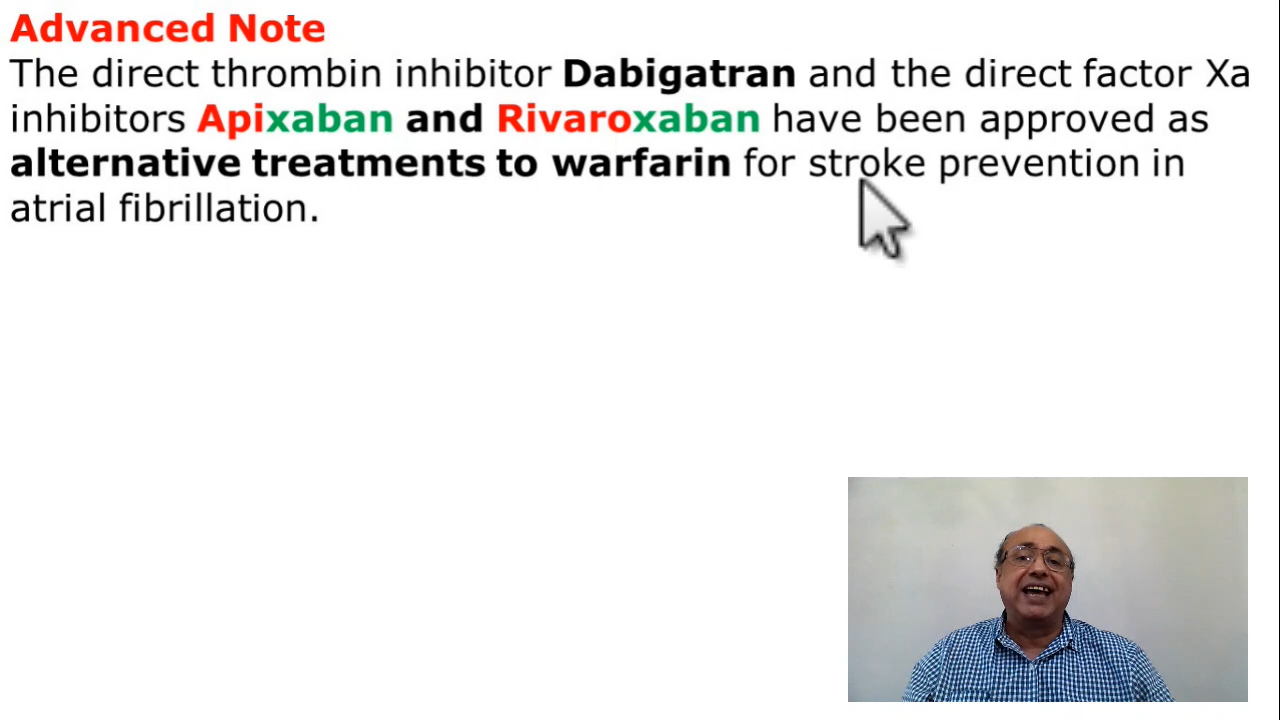 Advanced Note
The direct thrombin inhibitor Dabigatran and the direct factor Xa
inhibitors Apixaban and Rivaroxaban have been approved as
alternative treatments to warfarin for stroke prevention in
atrial fibrillation.